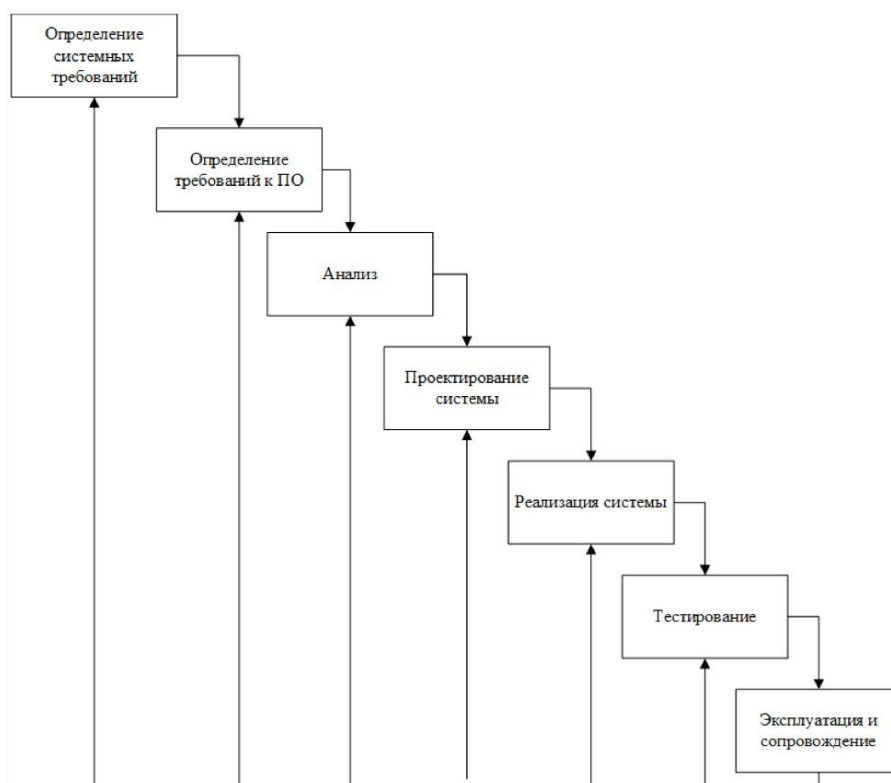 Определение
системных
требований
Определение
требований к ПО
Анализ
Проектирование
системы
Реализация системы
Тестирование
Эксплуатация и
сопровождение